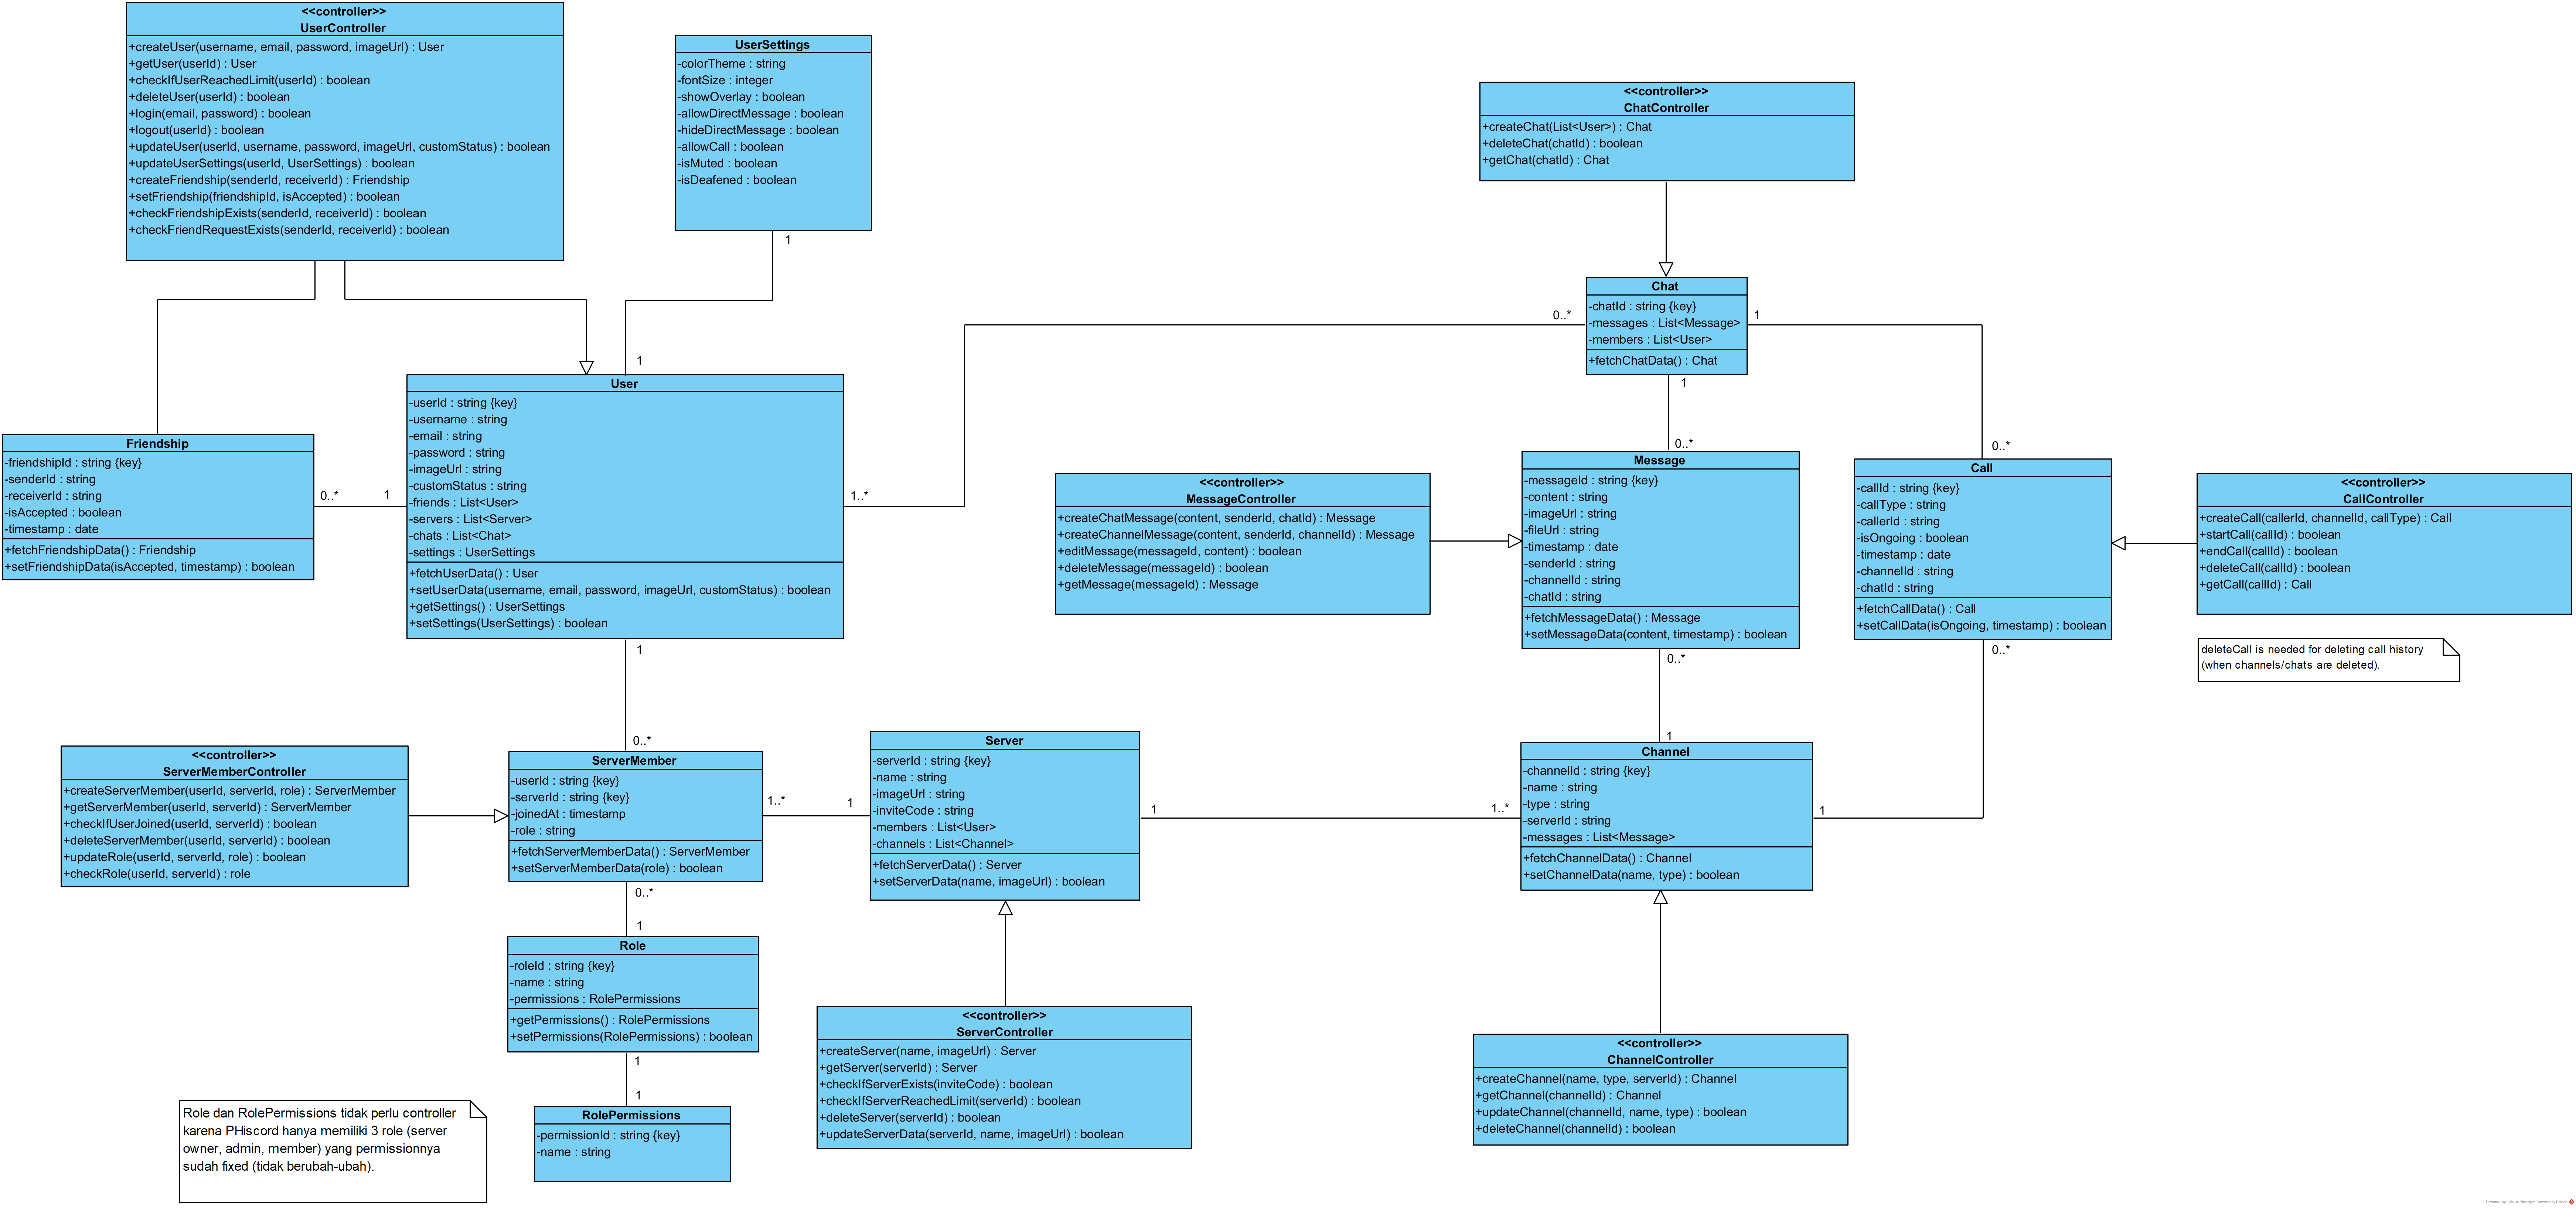 <<controller>>
UserController
+createUser(username, email, password, imageUrl) : User
+getUser(userId) : User
+checkIfUserReachedLimit(userId) : boolean
+deleteUser(userId) : boolean
+login(email, password) : boolean
+logout(userId) : boolean
+updateUser(userId, username, password, imageUrl, customStatus) : boolean
+updateUserSettings(userId, UserSettings) : boolean
+createFriendship(senderId, receiverId) : Friendship
+setFriendship(friendshipId, isAccepted) : boolean
+checkFriendshipExists(senderId, receiverId) : boolean
+checkFriendRequestExists(senderId, receiverId) : boolean
UserSettings
-colorTheme : string
-fontSize : integer
-showOverlay : boolean
-allowDirectMessage : boolean
-hideDirectMessage : boolean
-allowCall : boolean
-isMuted : boolean
-isDeafened : boolean
1
1
<<controller>>
ChatController
+createChat(List<User>) : Chat
+deleteChat(chatId) : boolean
+getChat(chatId) : Chat
Chat
-chatId : string {key}
-messages : List<Message>
-members : List<User>
+fetchChatData() : Chat
0..*
1
1
0..*
0..*
User
-userId : string {key}
-username : string
-email : string
-password : string
-imageUrl : string
-customStatus : string
-friends : List<User>
-servers : List<Server>
-chats : List<Chat>
-settings : UserSettings
+fetchUserData() : User
+setUserData(username, email, password, imageUrl, customStatus) : boolean
+getSettings() : UserSettings
+setSettings(UserSettings) : boolean
1..*
Friendship
-friendshipId : string {key}
-senderId : string
-receiverId : string
-isAccepted : boolean
-timestamp : date
+fetchFriendshipData() : Friendship
+setFriendshipData(isAccepted, timestamp) : boolean
0..*
1
<<controller>>
MessageController
+createChatMessage(content, senderId, chatId) : Message
+createChannelMessage(content, senderId, channelId) : Message
+editMessage(messageId, content) : boolean
+deleteMessage(messageId) : boolean
+getMessage(messageId) : Message
Message
-messageId : string {key}
-content : string
-imageUrl : string
-fileUrl : string
-timestamp : date
-senderId : string
-channelId : string
-chatId : string
+fetchMessageData() : Message
+setMessageData(content, timestamp) : boolean
Call
-callId : string {key}
-callType : string
-callerId : string
-isOngoing : boolean
-timestamp : date
-channelId : string
-chatId : string
+fetchCallData() : Call
+setCallData(isOngoing, timestamp) : boolean
<<controller>>
CallController
+createCall(callerId, channelId, callType) : Call
+startCall(callId) : boolean
+endCall(callId) : boolean
+deleteCall(callId) : boolean
+getCall(callId) : Call
deleteCall is needed for deleting call history
(when channels/chats are deleted).
1
0..*
0..*
1
0..*
<<controller>>
ServerMemberController
+createServerMember(userId, serverId, role) : ServerMember
+getServerMember(userId, serverId) : ServerMember
+checkIfUserJoined(userId, serverId) : boolean
+deleteServerMember(userId, serverId) : boolean
+updateRole(userId, serverId, role) : boolean
+checkRole(userId, serverId) : role
ServerMember
-userId : string {key}
-serverId : string {key}
-joinedAt : timestamp
-role : string
+fetchServerMemberData() : ServerMember
+setServerMemberData(role) : boolean
1..*
1
Server
-serverId : string {key}
-name : string
-imageUrl : string
-inviteCode : string
-members : List<User>
-channels : List<Channel>
+fetchServerData() : Server
+setServerData(name, imageUrl) : boolean
1
1..*
Channel
-channelId : string {key}
-name : string
-type : string
-serverId : string
-messages : List<Message>
+fetchChannelData() : Channel
+setChannelData(name, type) : boolean
1
0..*
1
Role
-roleId : string {key}
-name : string
-permissions : RolePermissions
+getPermissions() : RolePermissions
+setPermissions(RolePermissions) : boolean
1
1
RolePermissions
-permissionId : string {key}
-name : string
Role dan RolePermissions tidak perlu controller
karena PHiscord hanya memiliki 3 role (server
owner, admin, member) yang permissionnya
sudah fixed (tidak berubah-ubah).
<<controller>>
ServerController
+createServer(name, imageUrl) : Server
+getServer(serverId) : Server
+checkIfServerExists(inviteCode) : boolean
+checkIfServerReachedLimit(serverId) : boolean
+deleteServer(serverId) : boolean
+updateServerData(serverId, name, imageUrl) : boolean
<<controller>>
ChannelController
+createChannel(name, type, serverId) : Channel
+getChannel(channelId) : Channel
+updateChannel(channelId, name, type) : boolean
+deleteChannel(channelId) : boolean
Powered By Visual Paradigm Community Edition